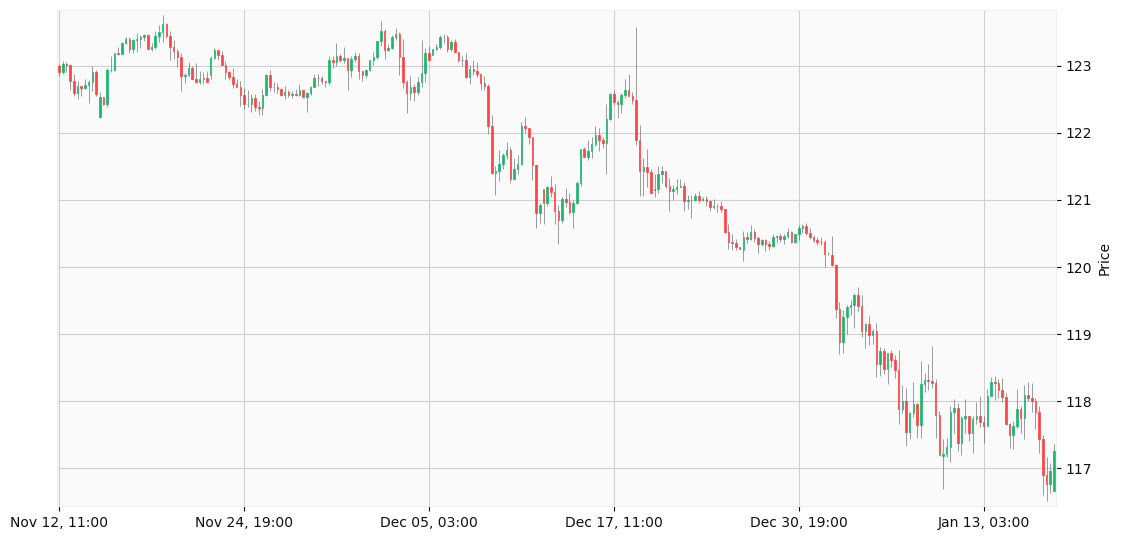 123
122
121
120
119
118
117
Price
Nov 12, 11:00
Nov 24, 19:00
Dec 05, 03:00
Dec 17, 11:00
Dec 30, 19:00
Jan 13, 03:00